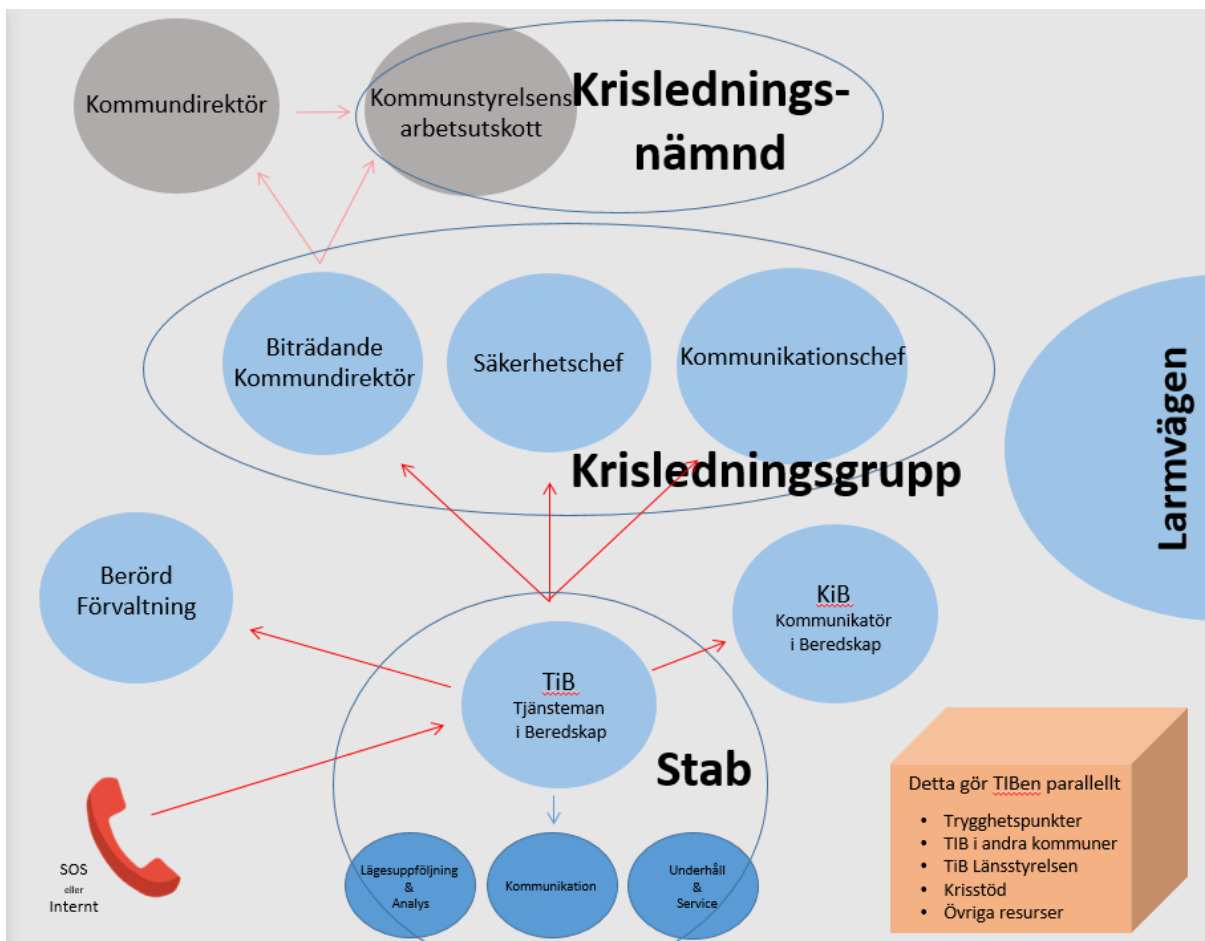 Kommundirektör
Kommunstyrelsens
arbetsutskott
Krislednings-
nämnd
Biträdande
Kommundirektör
Säkerhetschef
Kommunikationschef
Krisledningsgrupp
Larmvägen
Berörd
Förvaltning
KiB
Kommunikatör
i Beredskap
TiB
Tjänsteman
i Beredskap
Stab
SOS
eller
Internt
Lägesuppföljning
&
Analys
Kommunikation
Underhåll
&
Service
Detta gör TIBen parallellt
• Trygghetspunkter
• TIB i andra kommuner
• TiB Länsstyrelsen
• Krisstöd
• Övriga resurser